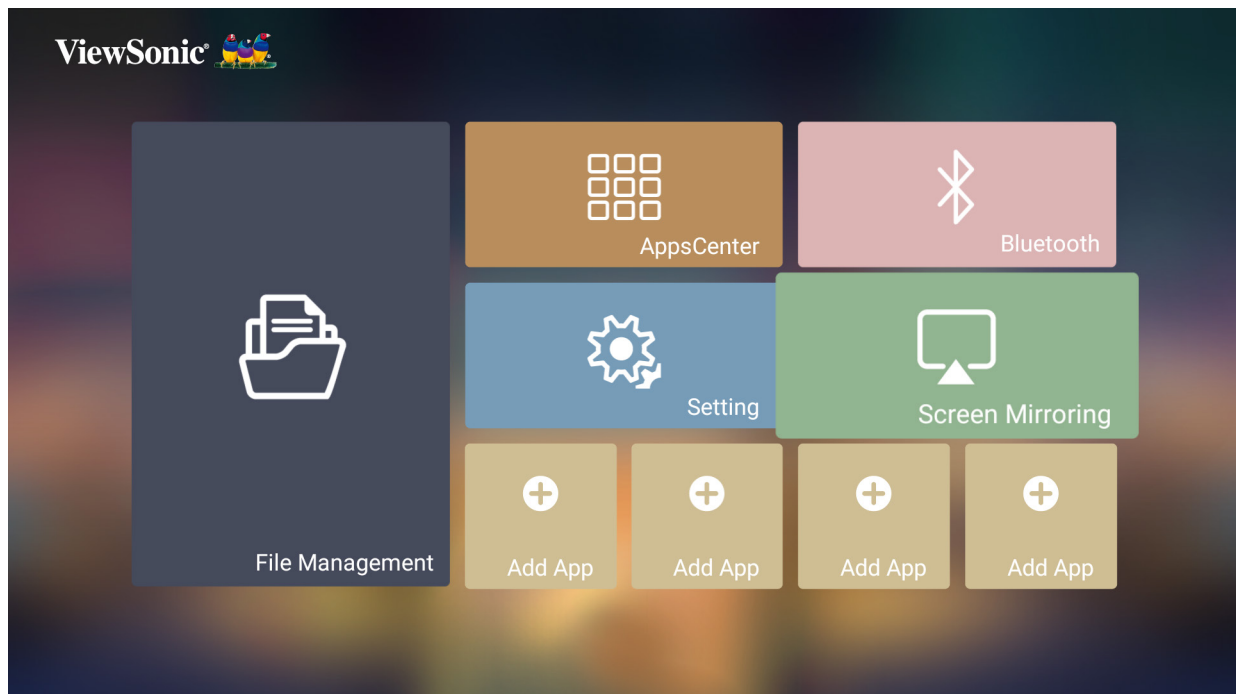 ViewSonic®
AppsCenter
Bluetooth
Setting
Screen Mirroring
File Management
Add App
Add App
Add App
Add App